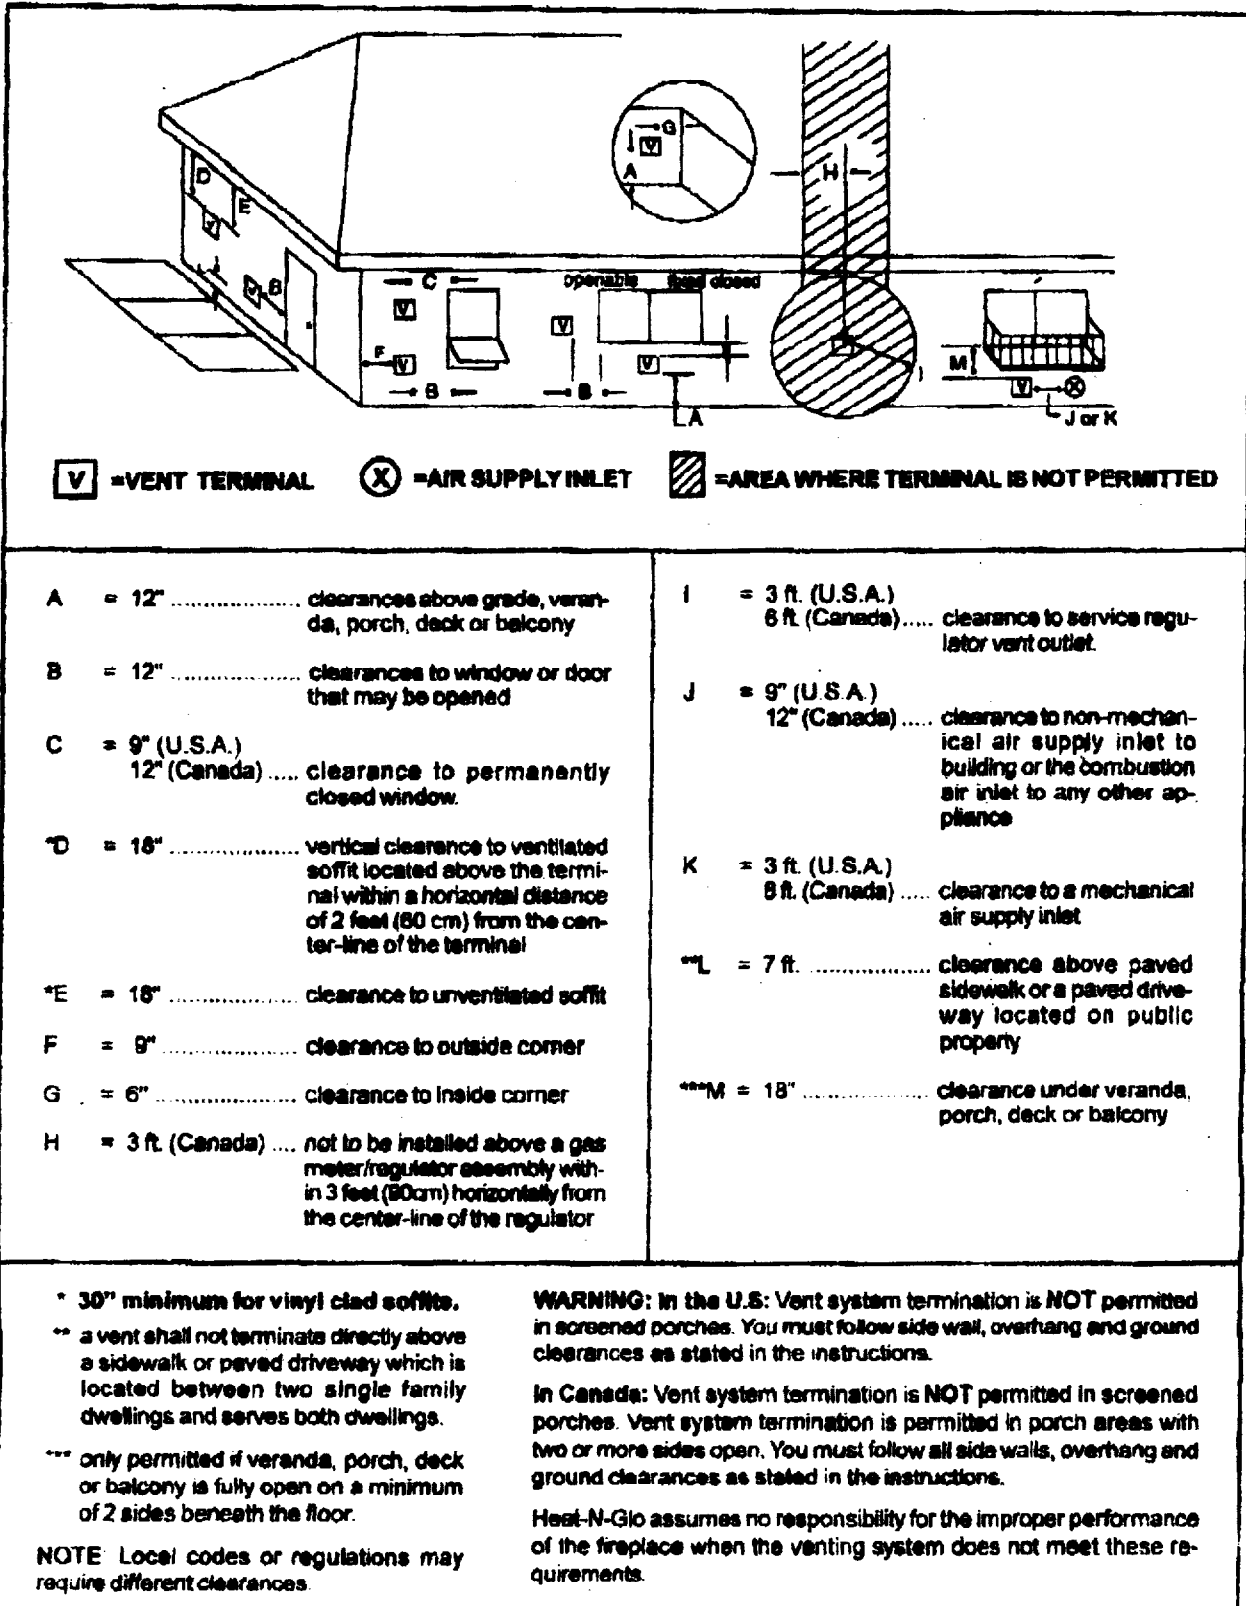 G
V
A
H
D
E
V
B
V
C
openable fixed closed
V
V
V
F
V
V
B
B
A
I
M
V
J or K
V =VENT TERMINAL X =AIR SUPPLY INLET =AREA WHERE TERMINAL IS NOT PERMITTED
A = 12" .................... clearances above grade, veran-
da, porch, deck or balcony
B = 12" .................... clearances to window or door
that may be opened
C = 9" (U.S.A.)
12" (Canada) ..... clearance to permanently
closed window.
*D = 18" .................... vertical clearance to ventilated
soffit located above the termi-
nal within a horizontal distance
of 2 feet (60 cm) from the cen-
ter-line of the terminal
*E = 18" .................... clearance to unventilated soffit
F = 9" ..................... clearance to outside corner
G = 6" ...................... clearance to inside corner
H = 3 ft. (Canada) .... not to be installed above a gas
meter/regulator assembly with-
in 3 feet (90cm) horizontally from
the center-line of the regulator
I = 3 ft. (U.S.A.)
6 ft. (Canada) ..... clearance to service regu-
lator vent outlet.
J = 9" (U.S.A.)
12" (Canada) ..... clearance to non-mechan-
ical air supply inlet to
building or the combustion
air inlet to any other ap-
pliance
K = 3 ft. (U.S.A.)
6 ft. (Canada) ..... clearance to a mechanical
air supply inlet
**L = 7 ft. ................... clearance above paved
sidewalk or a paved drive-
way located on public
property
***M = 18" .................... clearance under veranda,
porch, deck or balcony
* 30" minimum for vinyl clad soffits.
** a vent shall not terminate directly above
a sidewalk or paved driveway which is
located between two single family
dwellings and serves both dwellings.
*** only permitted if veranda, porch, deck
or balcony is fully open on a minimum
of 2 sides beneath the floor.
NOTE: Local codes or regulations may
require different clearances.
WARNING: In the U.S: Vent system termination is NOT permitted
in screened porches. You must follow side wall, overhang and ground
clearances as stated in the instructions.
In Canada: Vent system termination is NOT permitted in screened
porches. Vent system termination is permitted in porch areas with
two or more sides open. You must follow all side walls, overhang and
ground clearances as stated in the instructions.
Heat-N-Glo assumes no responsibility for the improper performance
of the fireplace when the venting system does not meet these re-
quirements.